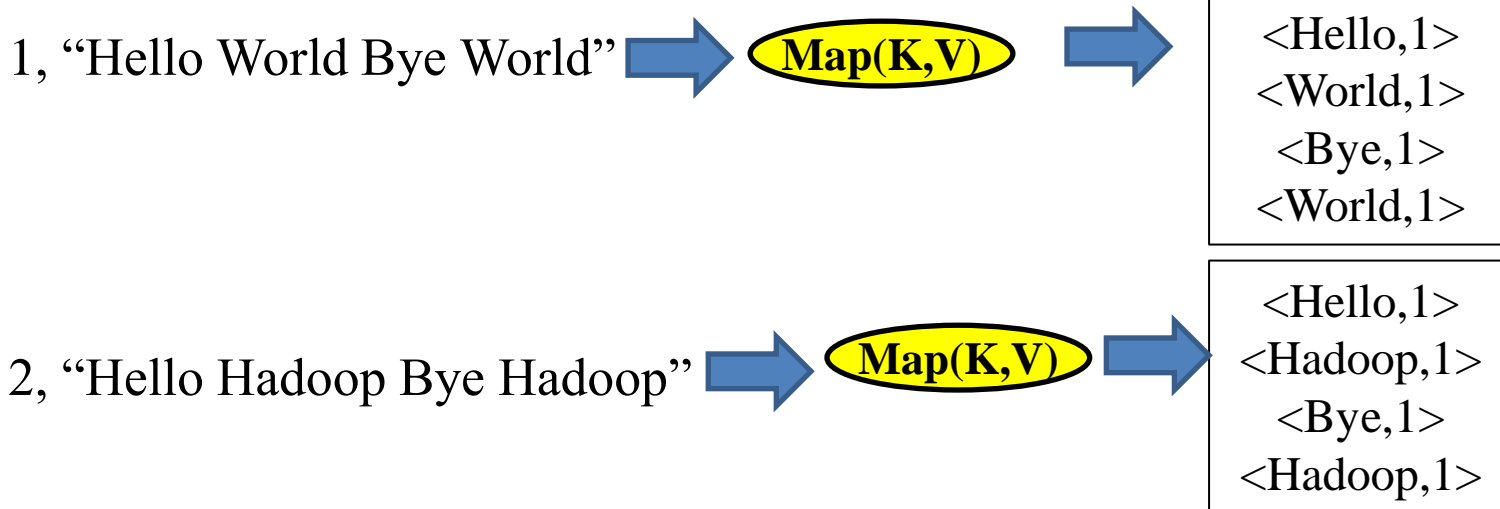 1, “Hello World Bye World”
Map(K,V)
<Hello,1>
<World,1>
<Bye,1>
<World,1>
2, “Hello Hadoop Bye Hadoop”
Map(K,V)
<Hello,1>
<Hadoop,1>
<Bye,1>
<Hadoop,1>